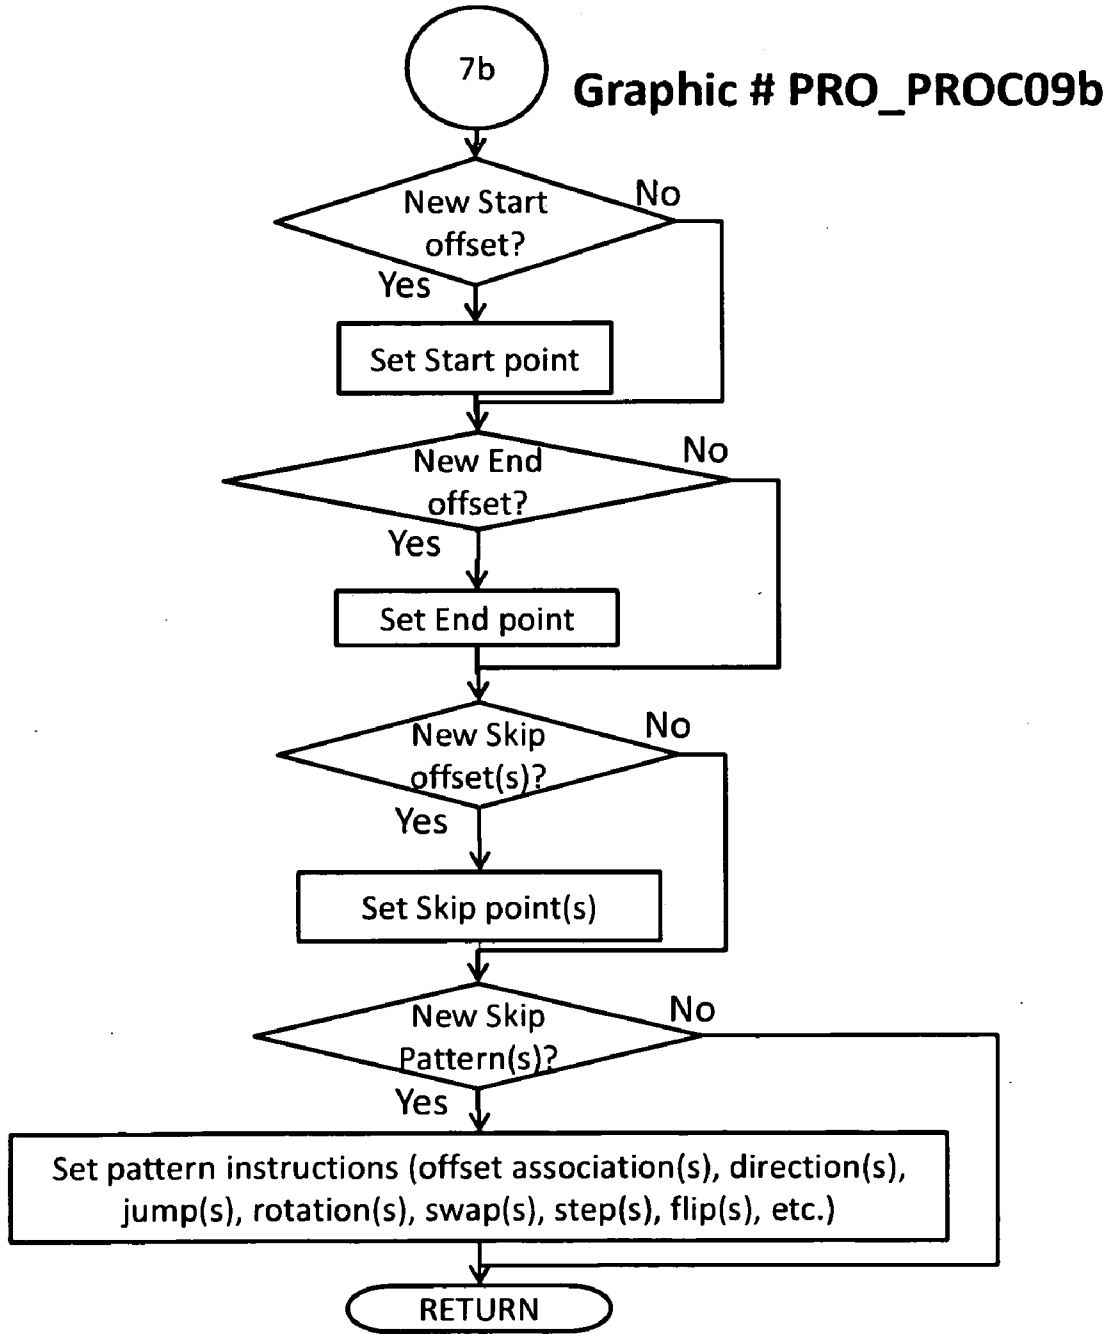 7b
Graphic # PRO_PROC09b
New Start
offset?
No
Yes
Set Start point
New End
offset?
No
Yes
Set End point
New Skip
offset(s)?
No
Yes
Set Skip point(s)
New Skip
Pattern(s)?
No
Yes
Set pattern instructions (offset association(s), direction(s),
jump(s), rotation(s), swap(s), step(s), flip(s), etc.)
RETURN